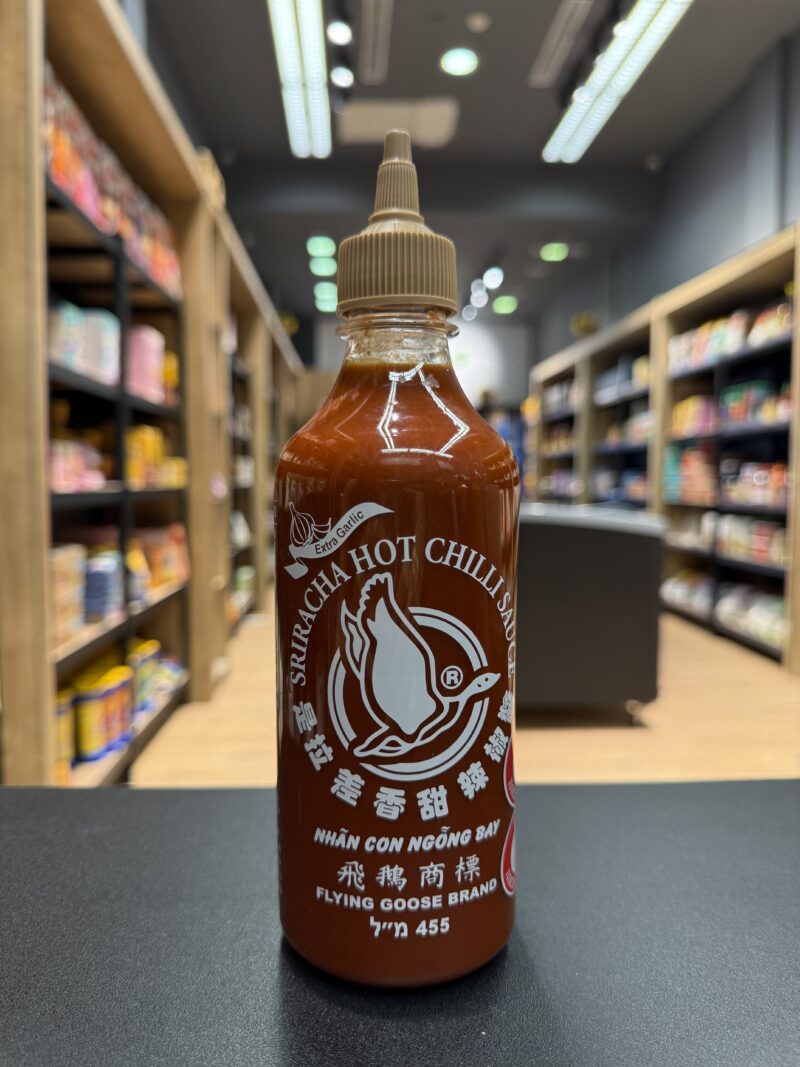 Extra Garlic
SRIRACHA HOT CHILLI SAUCE
®
是拉差香甜辣椒
NHÃN CON NGỖNG BAY
飛鵝商標
FLYING GOOSE BRAND
455 מ״ל